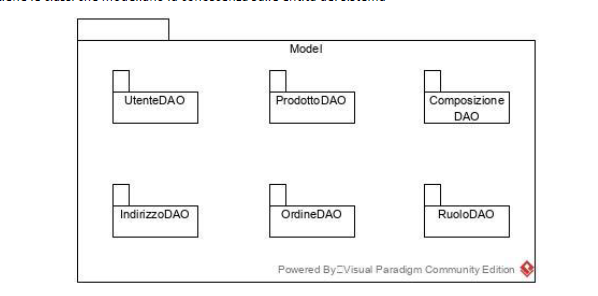 Model
UtenteDAO
ProdottoDAO
Composizione
DAO
IndirizzoDAO
OrdineDAO
RuoloDAO
Powered By Visual Paradigm Community Edition